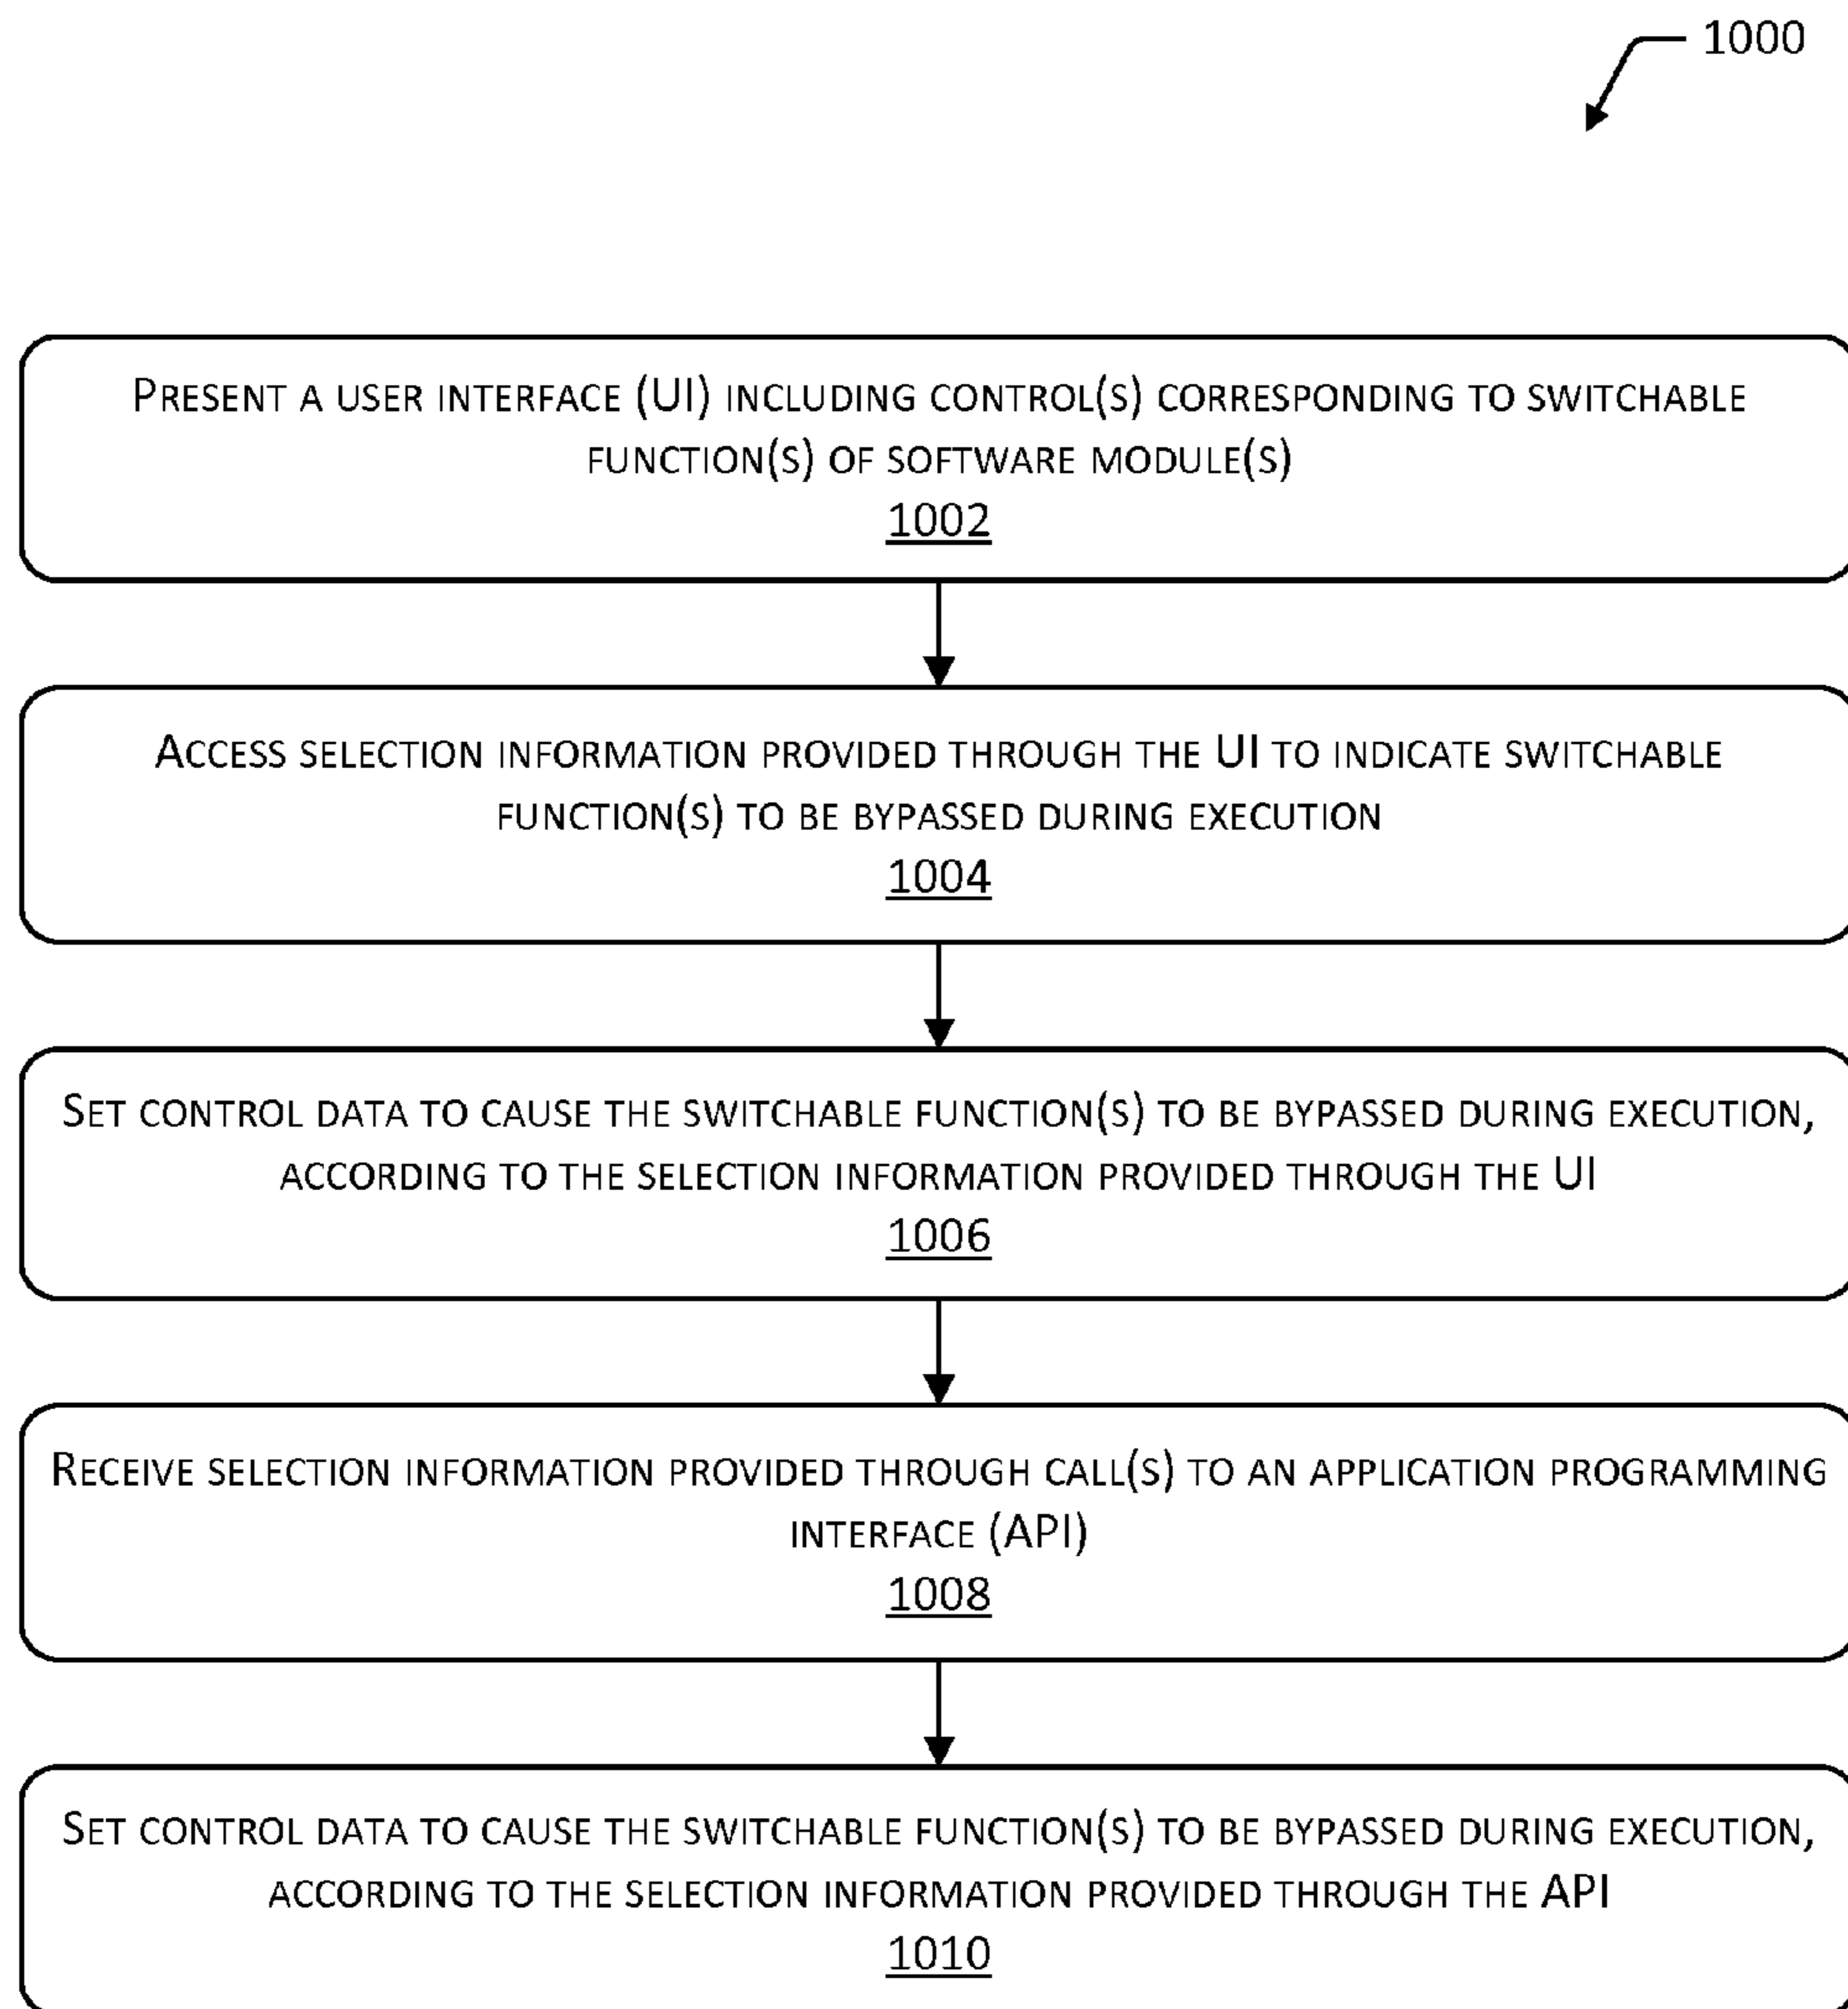 1000
PRESENT A USER INTERFACE (UI) INCLUDING CONTROL(S) CORRESPONDING TO SWITCHABLE
FUNCTION(S) OF SOFTWARE MODULE(S)
1002
ACCESS SELECTION INFORMATION PROVIDED THROUGH THE UI TO INDICATE SWITCHABLE
FUNCTION(S) TO BE BYPASSED DURING EXECUTION
1004
SET CONTROL DATA TO CAUSE THE SWITCHABLE FUNCTION(S) TO BE BYPASSED DURING EXECUTION,
ACCORDING TO THE SELECTION INFORMATION PROVIDED THROUGH THE UI
1006
RECEIVE SELECTION INFORMATION PROVIDED THROUGH CALL(S) TO AN APPLICATION PROGRAMMING
INTERFACE (API)
1008
SET CONTROL DATA TO CAUSE THE SWITCHABLE FUNCTION(S) TO BE BYPASSED DURING EXECUTION,
ACCORDING TO THE SELECTION INFORMATION PROVIDED THROUGH THE API
1010